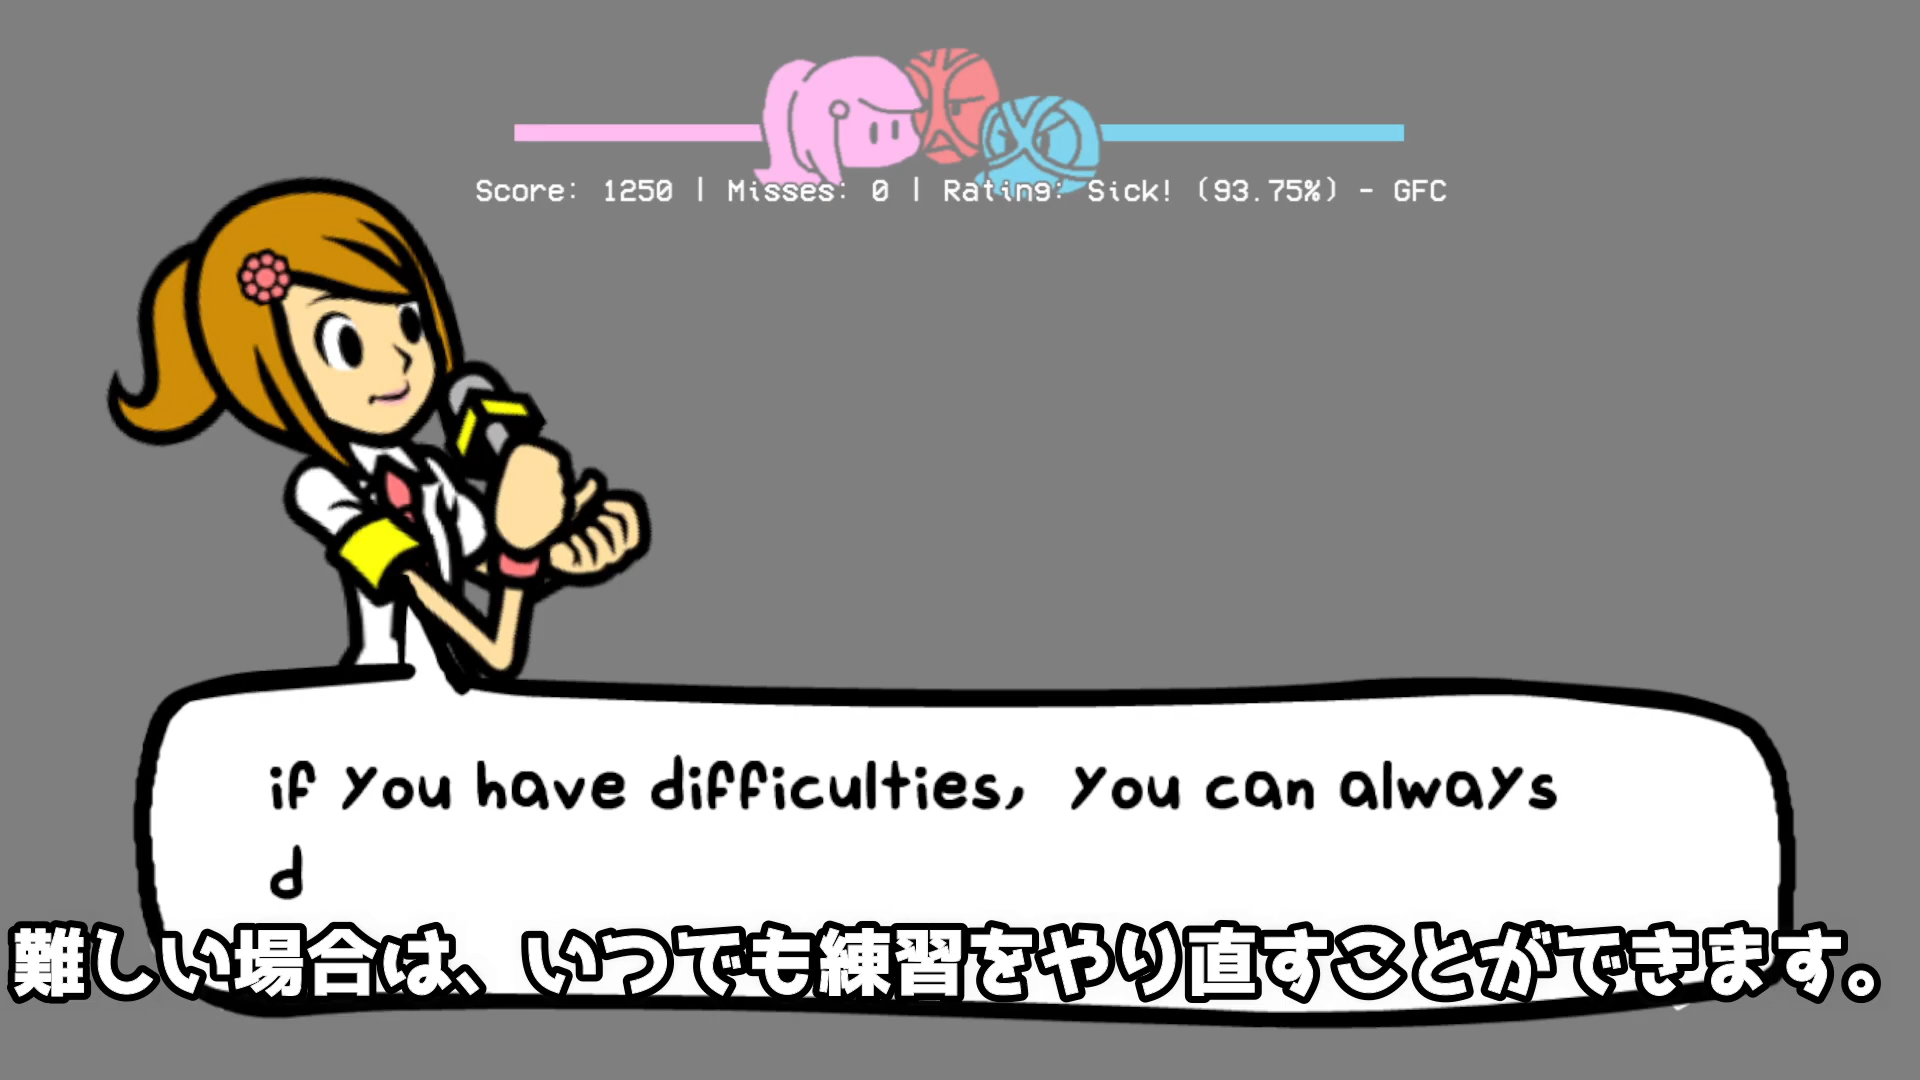 Score: 1250 | Misses: 0 | Rating: Sick! (93.75%) - GFC
if you have difficulties, you can always
d
難しい場合は、いつでも練習をやり直すことができます。